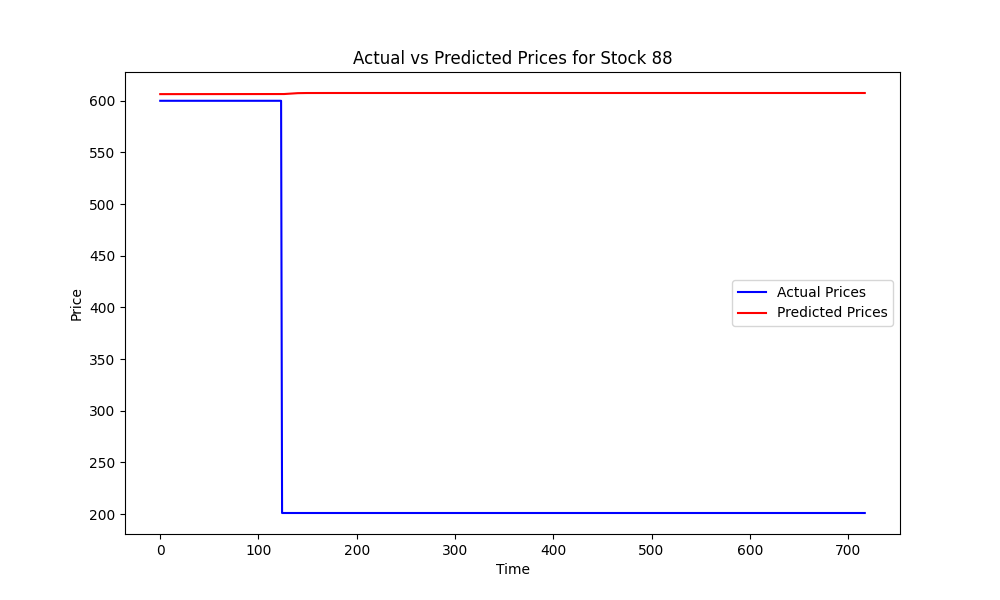 Actual vs Predicted Prices for Stock 88
Price
600
550
500
450
400
350
300
250
200
Actual Prices
Predicted Prices
0 100 200 300 400 500 600 700
Time